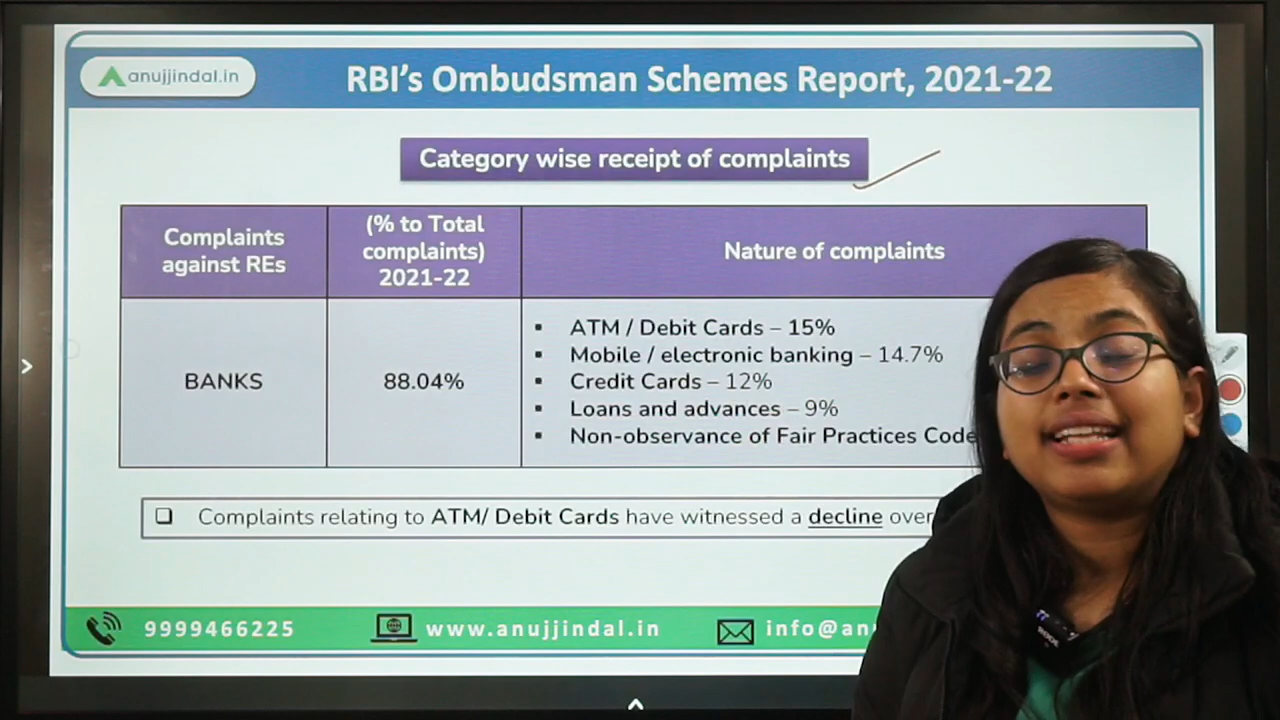 anujjindal.in
RBI's Ombudsman Schemes Report, 2021-22
Category wise receipt of complaints
Complaints
against REs
(% to Total
complaints)
2021-22
Nature of complaints
BANKS
88.04%
▪ ATM / Debit Cards – 15%
▪ Mobile / electronic banking – 14.7%
▪ Credit Cards – 12%
▪ Loans and advances – 9%
▪ Non-observance of Fair Practices Code
❑ Complaints relating to ATM/ Debit Cards have witnessed a decline over
9999466225
www.anujjindal.in
info@an